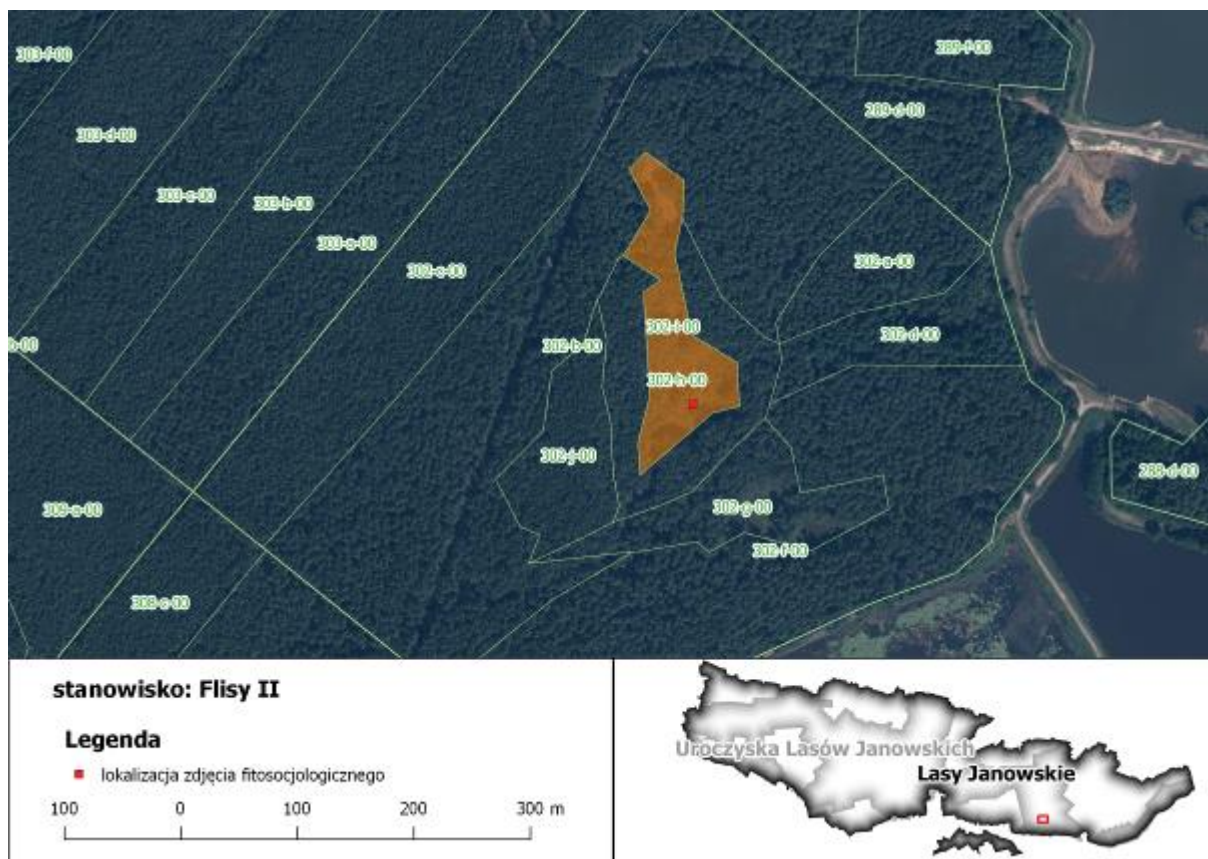 303-f-00
289-f-00
303-d-00
289-d-00
303-c-00
303-b-00
303-a-00
302-c-00
302-a-00
302-i-00
302-d-00
b-00
302-b-00
302-h-00
302-j-00
288-d-00
309-a-00
302-g-00
302-f-00
308-c-00
stanowisko: Flisy II
Legenda
lokalizacja zdjęcia fitosocjologicznego
100 0 100 200 300 m
Uroczyska Lasów Janowskich
Lasy Janowskie